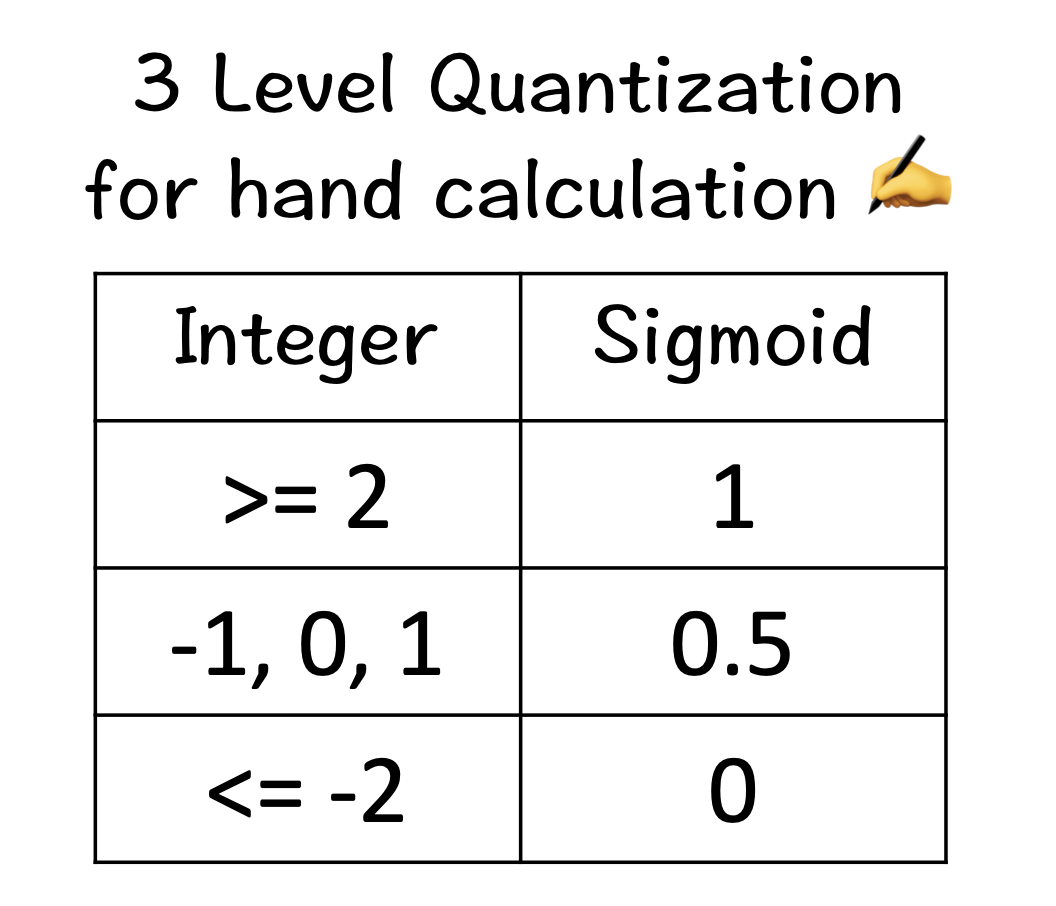 3 Level Quantization
for hand calculation ✍️
Integer Sigmoid
>= 2 1
-1, 0, 1 0.5
<= -2 0